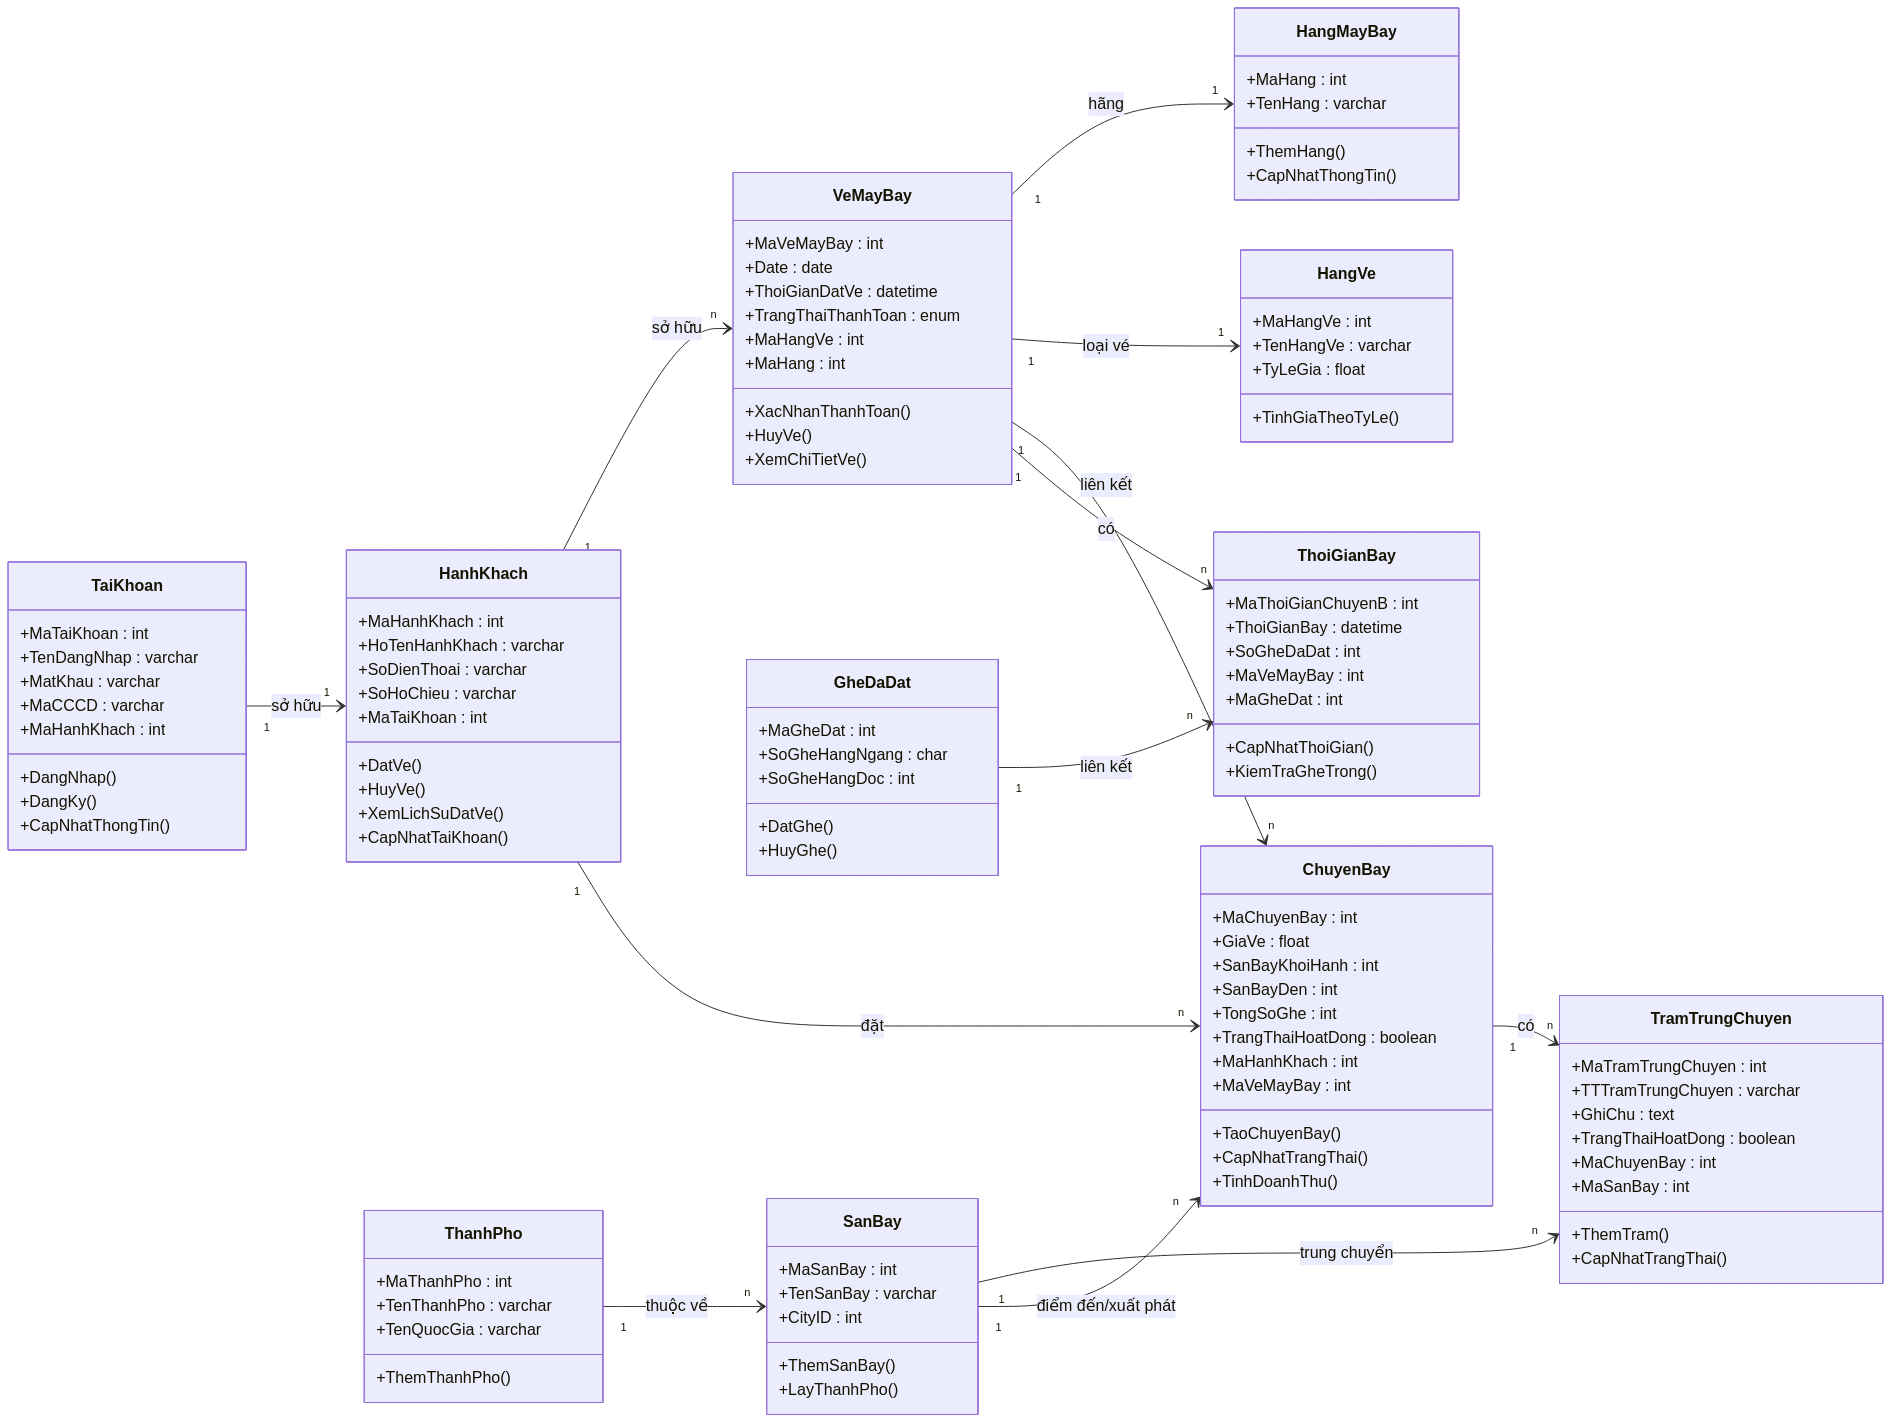 HangMayBay
+MaHang : int
+TenHang : varchar
+ThemHang()
+CapNhatThongTin()
hãng
1
1
VeMayBay
+MaVeMayBay : int
+Date : date
+ThoiGianDatVe : datetime
+TrangThaiThanhToan : enum
+MaHangVe : int
+MaHang : int
+XacNhanThanhToan()
+HuyVe()
+XemChiTietVe()
HangVe
+MaHangVe : int
+TenHangVe : varchar
+TyLeGia : float
+TinhGiaTheoTyLe()
sở hữu
n
1
loại vé
1
1
liên kết
1
n
có
1
n
TaiKhoan
+MaTaiKhoan : int
+TenDangNhap : varchar
+MatKhau : varchar
+MaCCCD : varchar
+MaHanhKhach : int
+DangNhap()
+DangKy()
+CapNhatThongTin()
sở hữu
1
1
HanhKhach
+MaHanhKhach : int
+HoTenHanhKhach : varchar
+SoDienThoai : varchar
+SoHoChieu : varchar
+MaTaiKhoan : int
+DatVe()
+HuyVe()
+XemLichSuDatVe()
+CapNhatTaiKhoan()
ThoiGianBay
+MaThoiGianChuyenB : int
+ThoiGianBay : datetime
+SoGheDaDat : int
+MaVeMayBay : int
+MaGheDat : int
+CapNhatThoiGian()
+KiemTraGheTrong()
GheDaDat
+MaGheDat : int
+SoGheHangNgang : char
+SoGheHangDoc : int
+DatGhe()
+HuyGhe()
liên kết
1
n
đặt
1
n
ChuyenBay
+MaChuyenBay : int
+GiaVe : float
+SanBayKhoiHanh : int
+SanBayDen : int
+TongSoGhe : int
+TrangThaiHoatDong : boolean
+MaHanhKhach : int
+MaVeMayBay : int
+TaoChuyenBay()
+CapNhatTrangThai()
+TinhDoanhThu()
có
1
n
TramTrungChuyen
+MaTramTrungChuyen : int
+TTTramTrungChuyen : varchar
+GhiChu : text
+TrangThaiHoatDong : boolean
+MaChuyenBay : int
+MaSanBay : int
+ThemTram()
+CapNhatTrangThai()
ThanhPho
+MaThanhPho : int
+TenThanhPho : varchar
+TenQuocGia : varchar
+ThemThanhPho()
thuộc về
1
n
SanBay
+MaSanBay : int
+TenSanBay : varchar
+CityID : int
+ThemSanBay()
+LayThanhPho()
trung chuyển
1
n
điểm đến/xuất phát
1
n